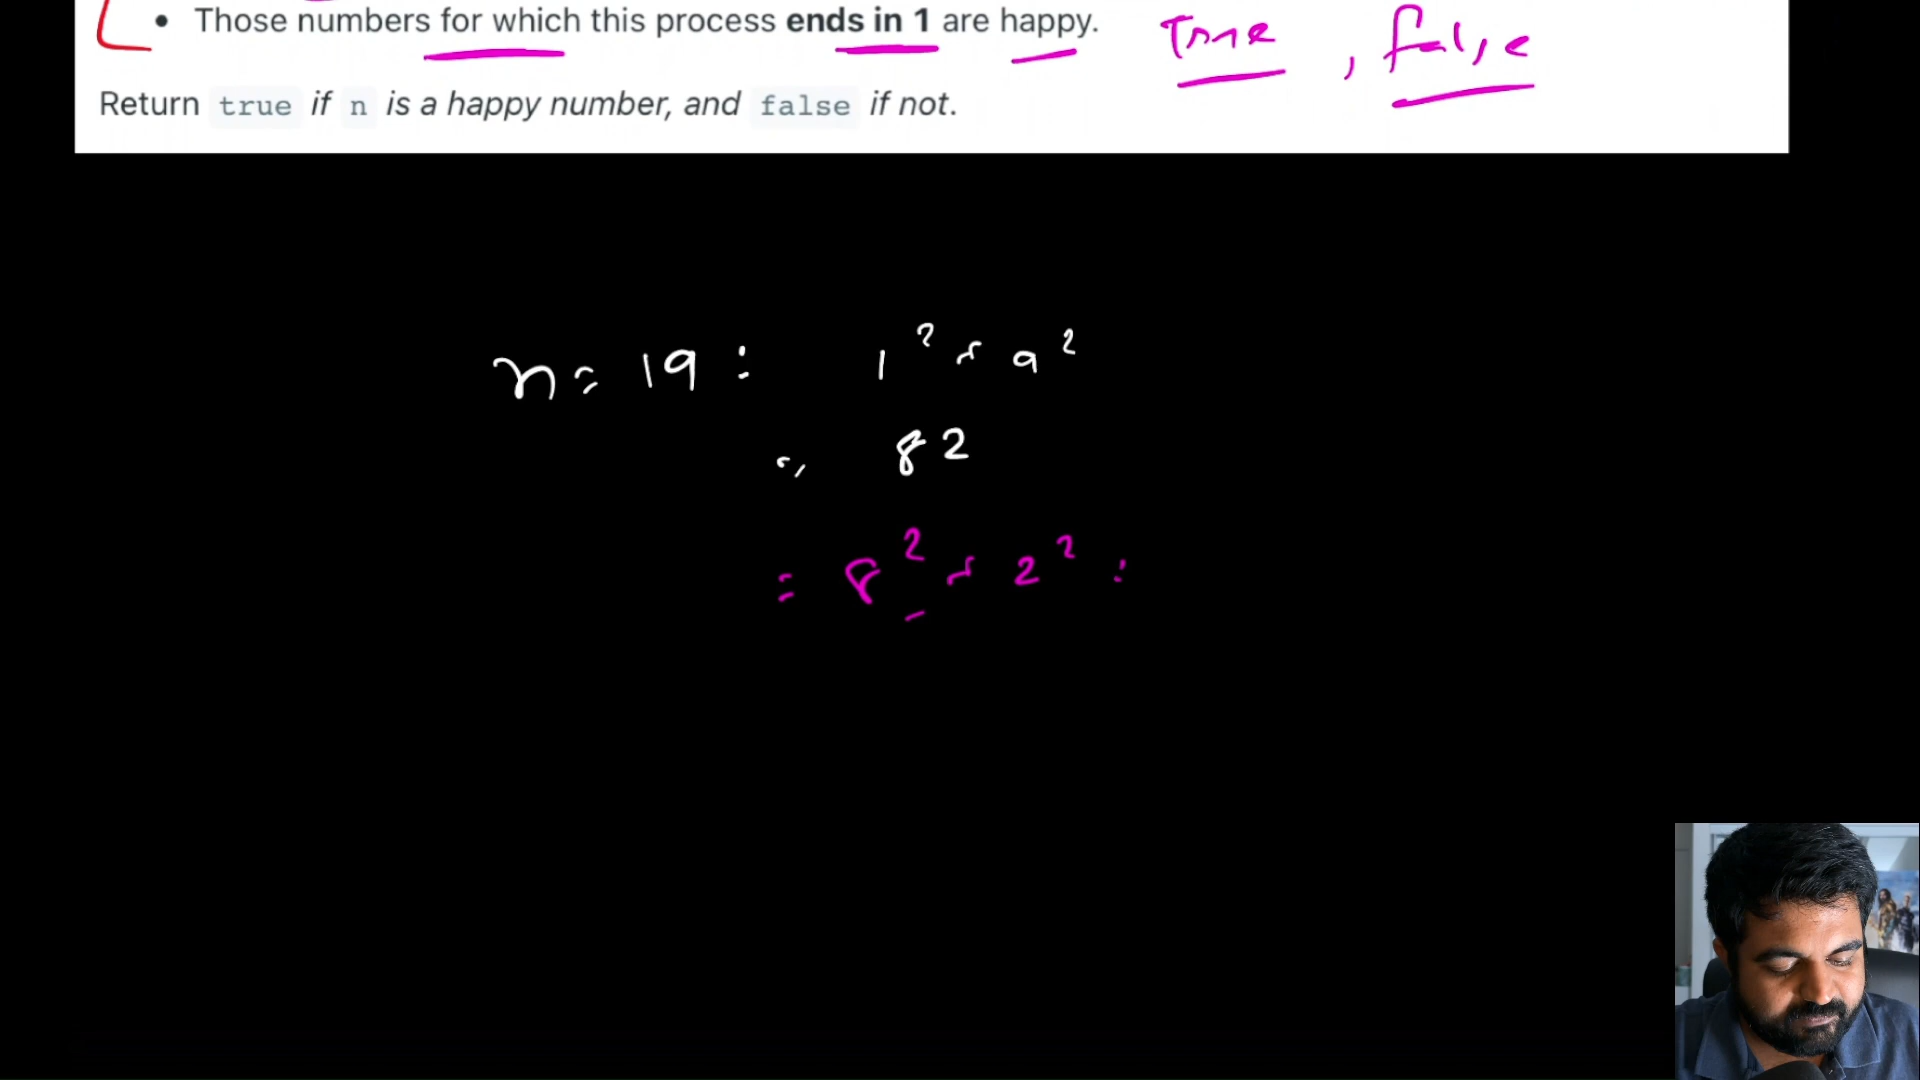 • Those numbers for which this process ends in 1 are happy. True, false
Return true if n is a happy number, and false if not.
n = 19 : 1² + 9²
= 82
= 8² + 2² :